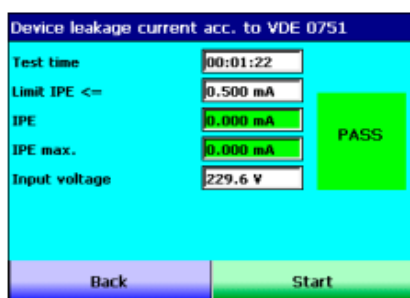 Device leakage current acc. to VDE 0751
Test time 00:01:22
Limit IPE <= 0.500 mA
IPE 0.000 mA
PASS
IPE max. 0.000 mA
Input voltage 229.6 V
Back Start